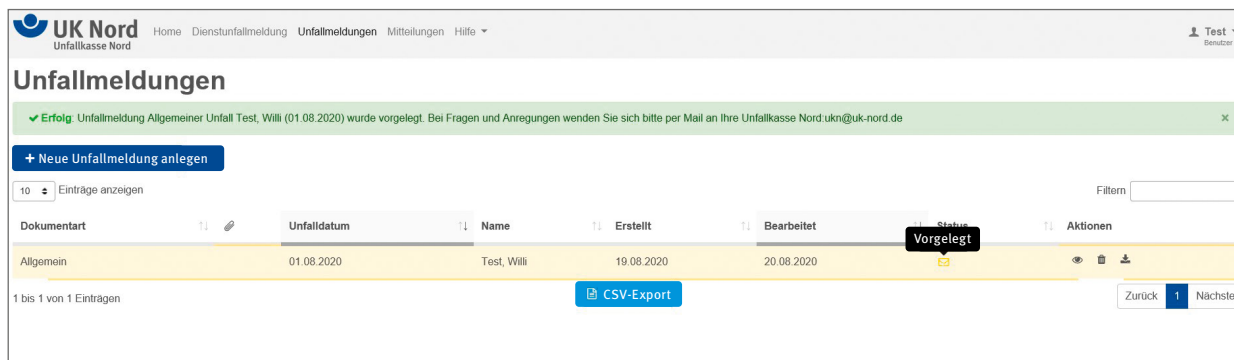 UK Nord
Unfallkasse Nord
Home Dienstunfallmeldung Unfallmeldungen Mitteilungen Hilfe
Test
Benutzer
Unfallmeldungen
Erfolg: Unfallmeldung Allgemeiner Unfall Test, Willi (01.08.2020) wurde vorgelegt. Bei Fragen und Anregungen wenden Sie sich bitte per Mail an Ihre Unfallkasse Nord:ukn@uk-nord.de ×
+ Neue Unfallmeldung anlegen
10 Einträge anzeigen Filtern
Dokumentart Unfalldatum Name Erstellt Bearbeitet Status Aktionen
Vorgelegt
Allgemein 01.08.2020 Test, Willi 19.08.2020 20.08.2020
1 bis 1 von 1 Einträgen CSV-Export Zurück 1 Nächste